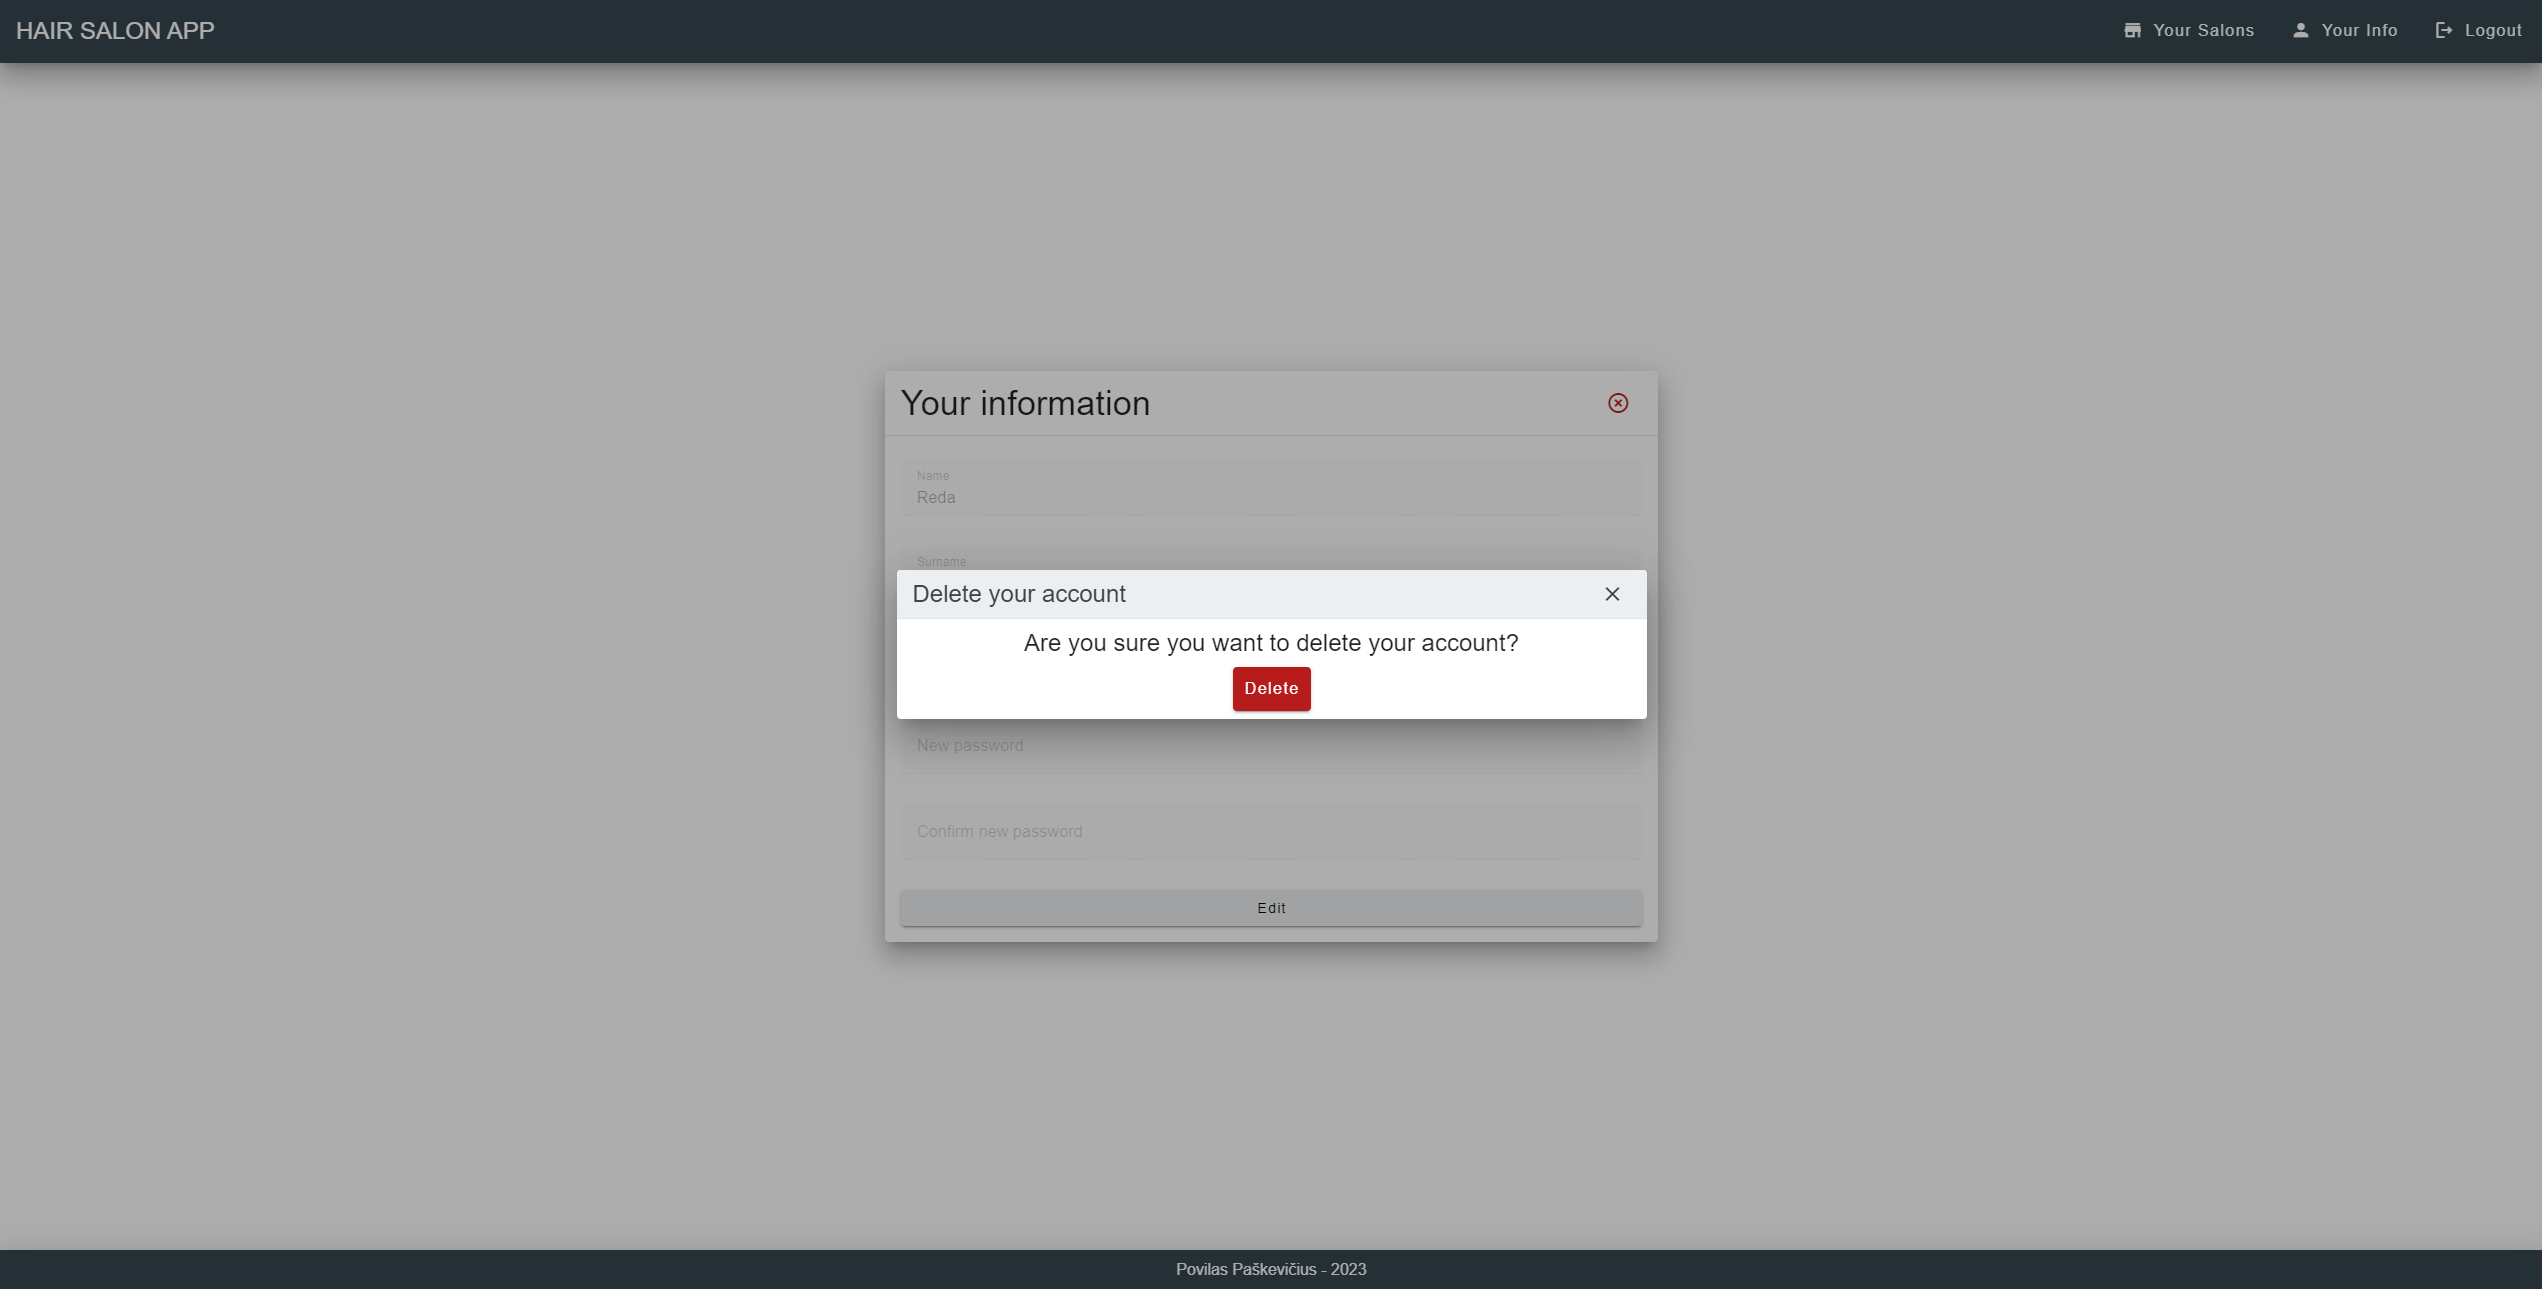 HAIR SALON APP
Your Salons
Your Info
Logout
Your information
Name
Reda
Surname
Delete your account
Are you sure you want to delete your account?
Delete
New password
Confirm new password
Edit
Povilas Paškevičius - 2023